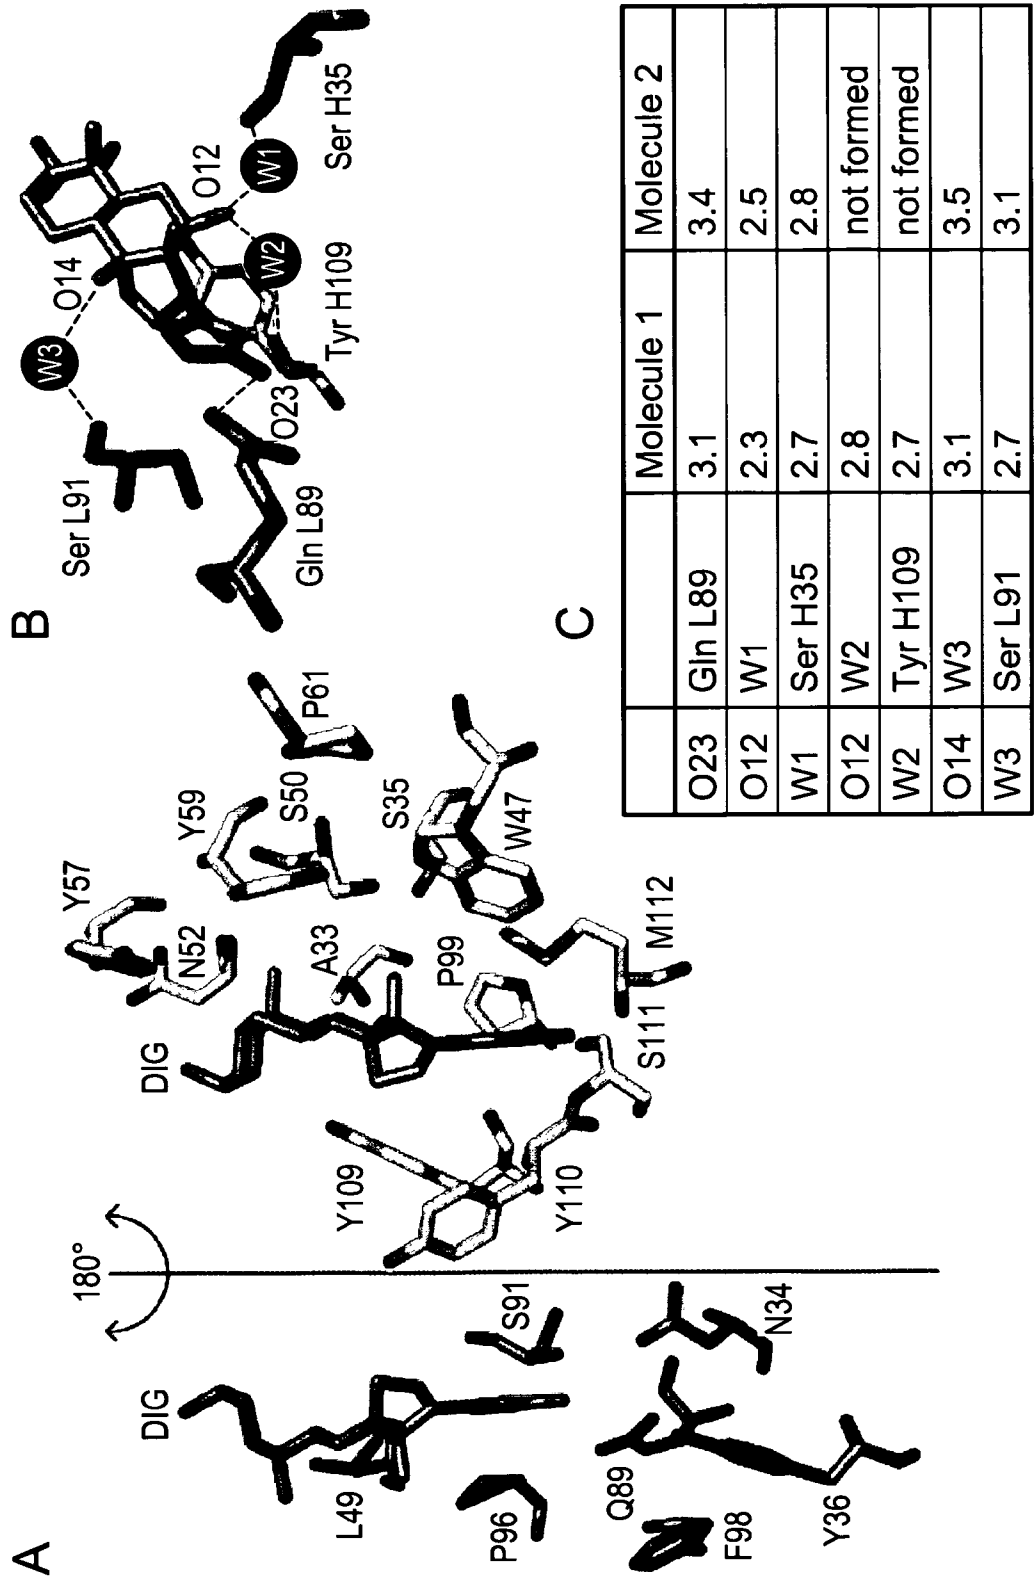 A
180°
DIG
L49
P96
S91
Q89
F98
Y36
N34
DIG
Y57
N52
Y59
A33
S50
P61
S35
P99
W47
Y109
Y110
S111
M112
B
Ser L91
W3
O14
Gln L89
O23
Tyr H109
W2
O12
W1
Ser H35
C
Molecule 1 Molecule 2
O23 Gln L89 3.1 3.4
O12 W1 2.3 2.5
W1 Ser H35 2.7 2.8
O12 W2 2.8 not formed
W2 Tyr H109 2.7 not formed
O14 W3 3.1 3.5
W3 Ser L91 2.7 3.1